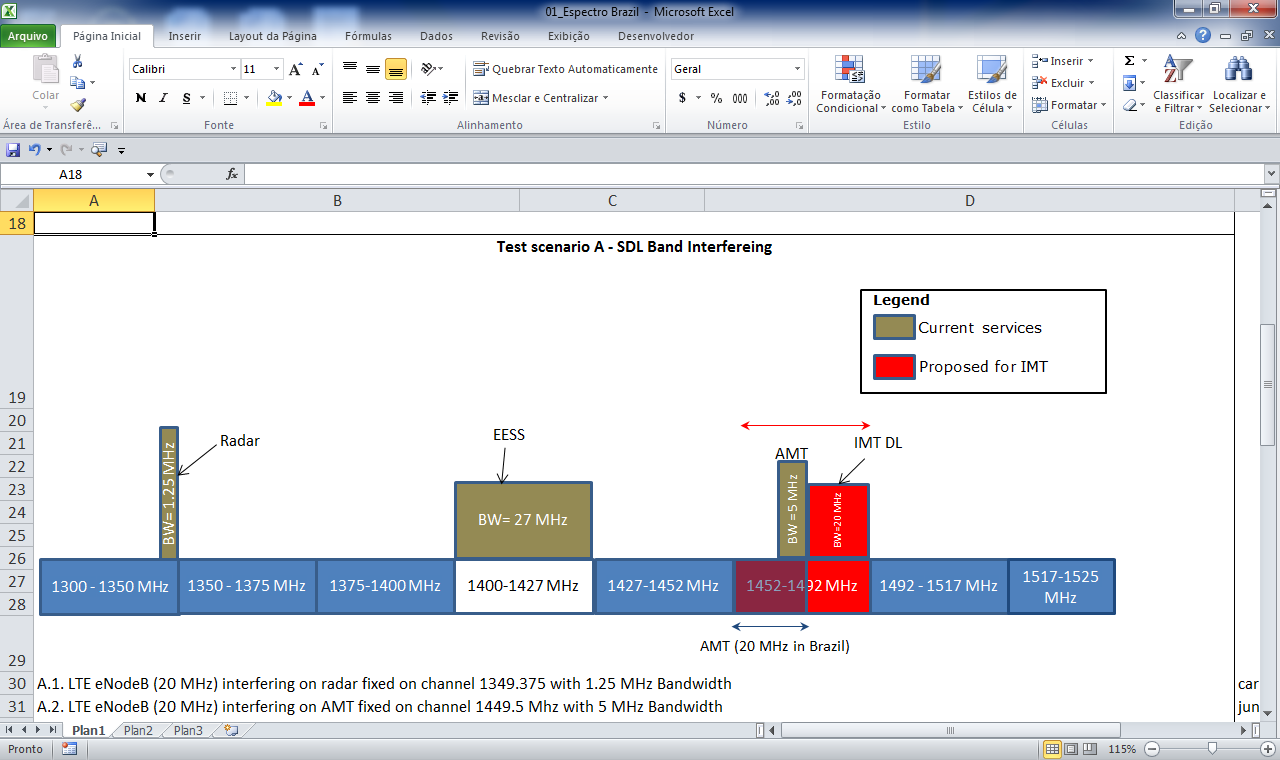 01_Espectro Brazil - Microsoft Excel
Arquivo Página Inicial Inserir Layout da Página Fórmulas Dados Revisão Exibição Desenvolvedor
Colar
Calibri 11
N I S A
Quebrar Texto Automaticamente
Mesclar e Centralizar
Geral
$ % 000
Formatação Condicional
Formatar como Tabela
Estilos de Célula
Inserir
Excluir
Formatar
Classificar e Filtrar
Localizar e Selecionar
Área de Transferê... Fonte Alinhamento Número Estilo Células Edição
A18 fx
A B C D
18
Test scenario A - SDL Band Interfereing
Legend
Current services
Proposed for IMT
19
20
21
22
23
24
25
26
27
28
29
30
31
Radar
EESS
IMT DL
AMT
BW= 1.25 MHz
BW= 27 MHz
BW = 5 MHz
BW=20 MHz
1300 - 1350 MHz 1350 - 1375 MHz 1375-1400 MHz 1400-1427 MHz 1427-1452 MHz 1452-1492 MHz 1492 - 1517 MHz 1517-1525 MHz
AMT (20 MHz in Brazil)
A.1. LTE eNodeB (20 MHz) interfering on radar fixed on channel 1349.375 with 1.25 MHz Bandwidth car
A.2. LTE eNodeB (20 MHz) interfering on AMT fixed on channel 1449.5 Mhz with 5 MHz Bandwidth jun
Plan1 Plan2 Plan3
Pronto 115%